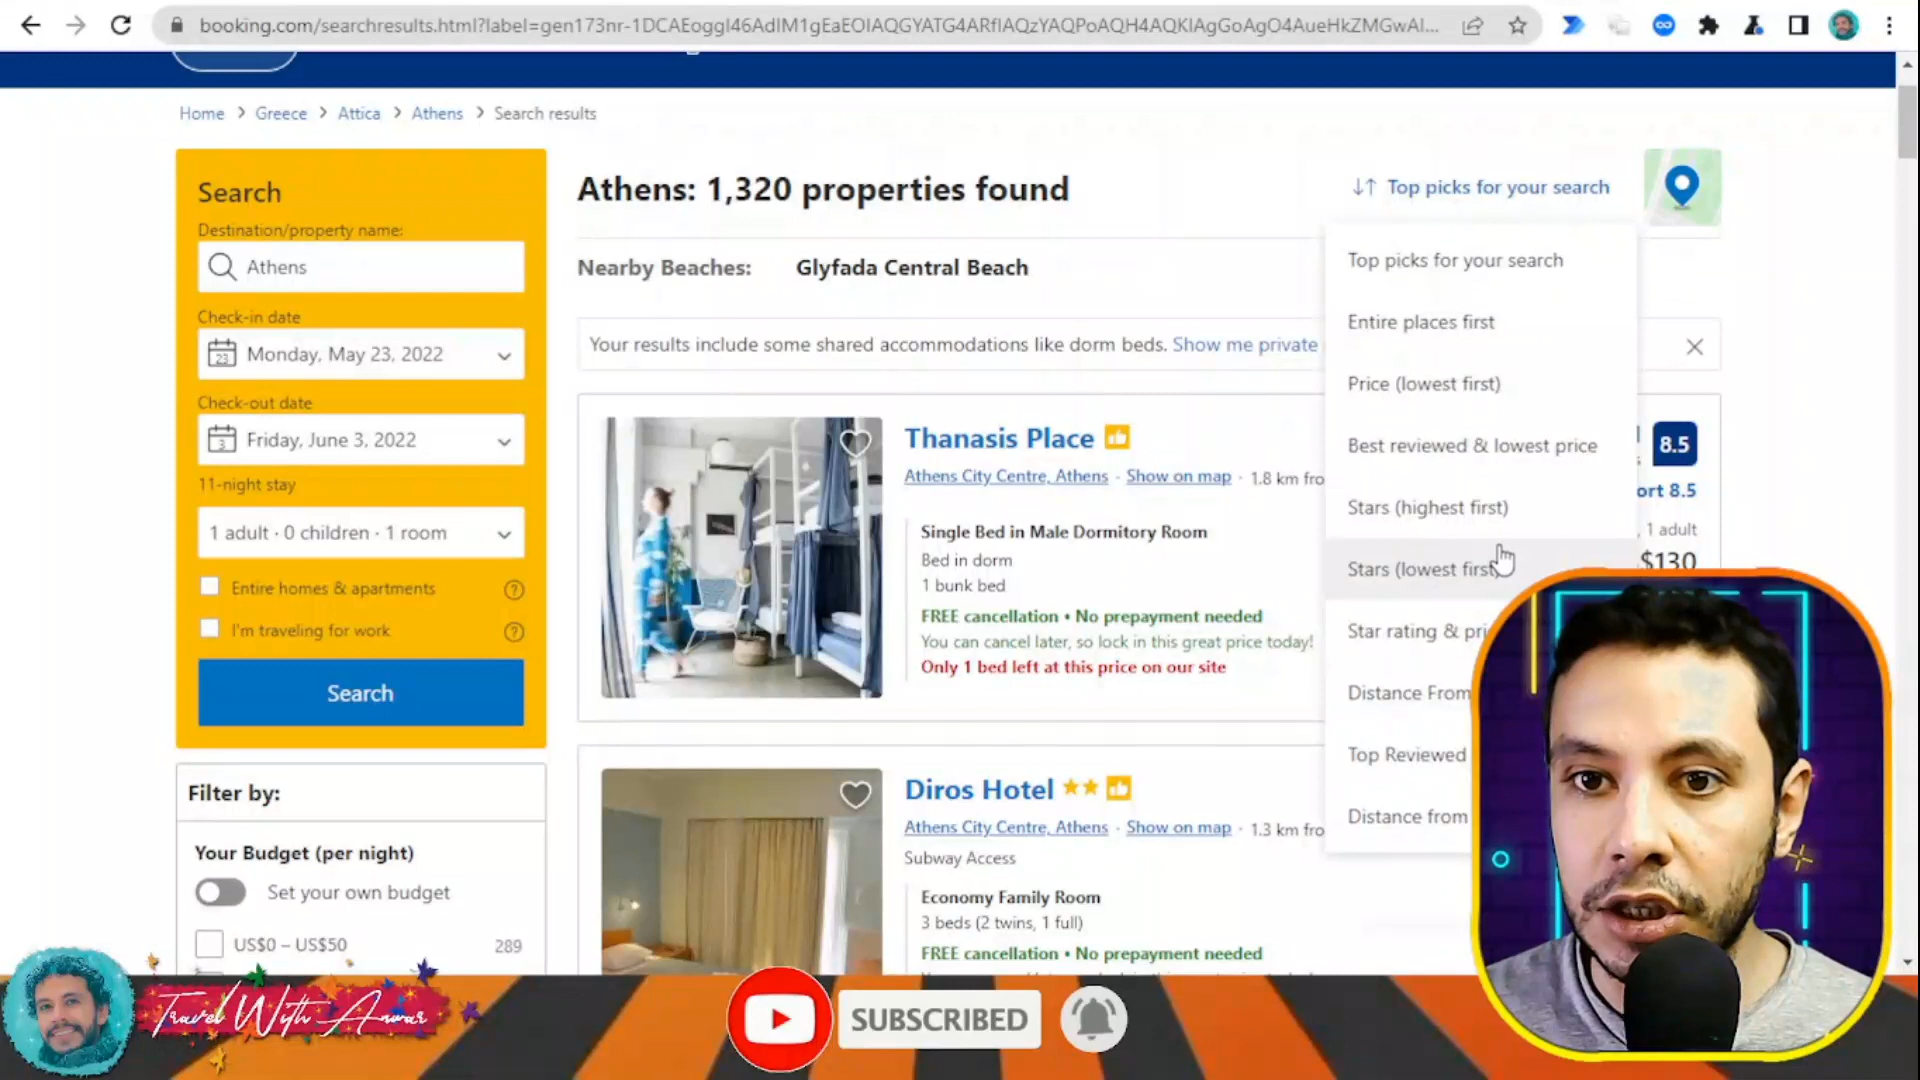 booking.com/searchresults.html?label=gen173nr-1DCAEoggI46AdIM1gEaEOIAQGYATG4ARfIAQzYAQPoAQH4AQKIAgGoAgO4AueHkZMGwAI...
Home > Greece > Attica > Athens > Search results
Search
Destination/property name:
Athens
Check-in date
23
Monday, May 23, 2022
Check-out date
3
Friday, June 3, 2022
11-night stay
1 adult · 0 children · 1 room
Entire homes & apartments
I'm traveling for work
Search
Filter by:
Your Budget (per night)
Set your own budget
US$0 – US$50 289
Athens: 1,320 properties found
Top picks for your search
Nearby Beaches: Glyfada Central Beach
Your results include some shared accommodations like dorm beds. Show me private
Top picks for your search
Entire places first
Price (lowest first)
Best reviewed & lowest price
Stars (highest first)
Stars (lowest first)
Star rating & pri
Distance From
Top Reviewed
Distance from
Thanasis Place
Athens City Centre, Athens · Show on map · 1.8 km fro
Single Bed in Male Dormitory Room
Bed in dorm
1 bunk bed
FREE cancellation • No prepayment needed
You can cancel later, so lock in this great price today!
Only 1 bed left at this price on our site
8.5
ort 8.5
, 1 adult
$130
Diros Hotel
Athens City Centre, Athens · Show on map · 1.3 km fro
Subway Access
Economy Family Room
3 beds (2 twins, 1 full)
FREE cancellation • No prepayment needed
Travel With Anwar
SUBSCRIBED